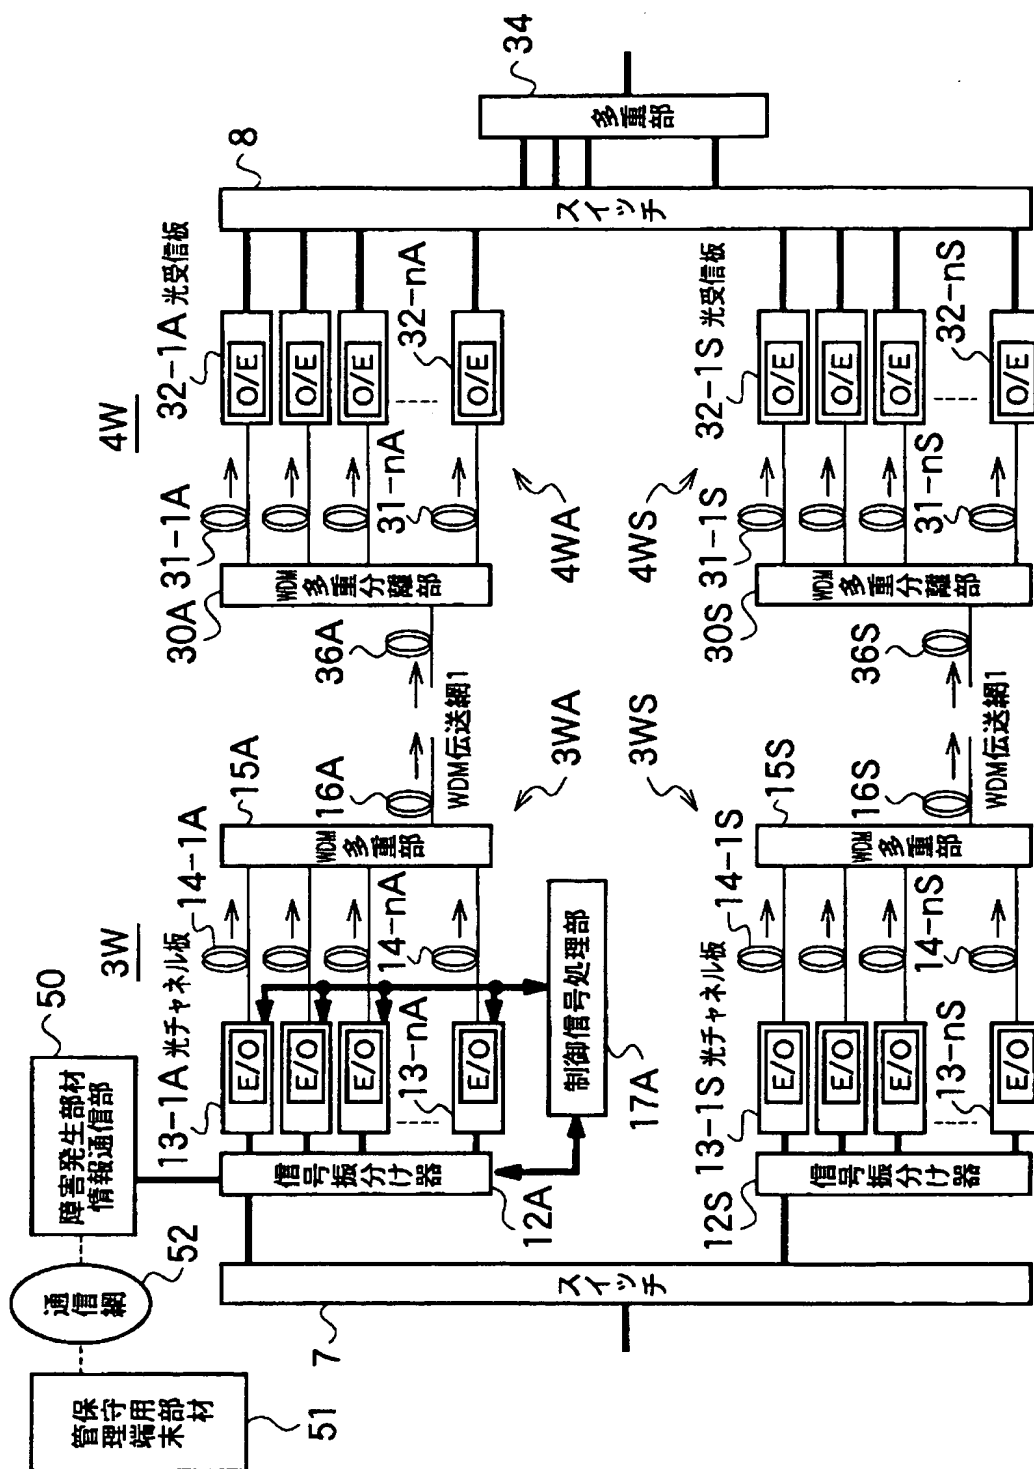 管保
理守
端用
末部
材
51
通信網
52
障害発生部材
情報通信部
50
スイッチ
7
3W
信号振分け器
12A
13-1A 光チャネル板
E/O
E/O
E/O
E/O
13-nA
14-1A
14-nA
制御信号処理部
17A
WDM
多重部
15A
16A
WDM伝送網1
3WA
4W
36A
WDM
多重分離部
30A
31-1A
31-nA
32-1A 光受信板
O/E
O/E
O/E
O/E
32-nA
4WA
スイッチ
8
多重部
34
信号振分け器
12S
13-1S 光チャネル板
E/O
E/O
E/O
E/O
13-nS
14-1S
14-nS
WDM
多重部
15S
16S
WDM伝送網1
3WS
36S
WDM
多重分離部
30S
31-1S
31-nS
32-1S 光受信板
O/E
O/E
O/E
O/E
32-nS
4WS